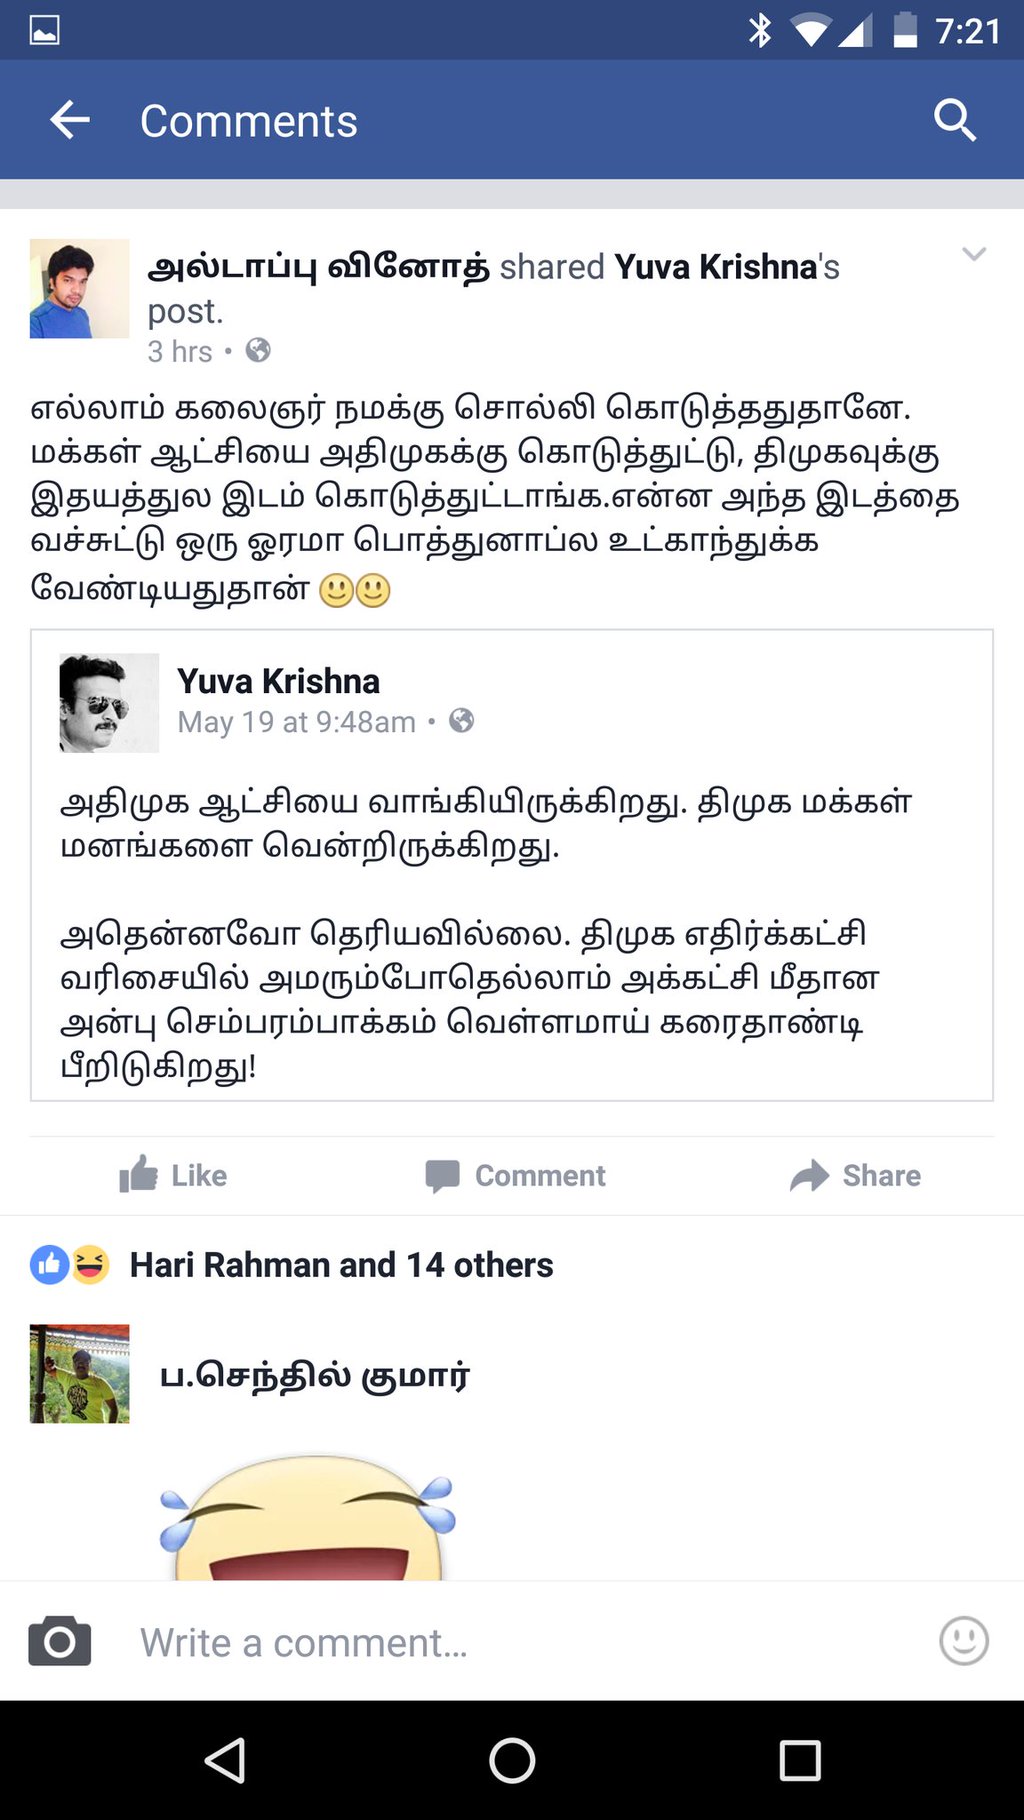 7:21
Comments
அல்டாப்பு வினோத் shared Yuva Krishna's
post.
3 hrs •
எல்லாம் கலைஞர் நமக்கு சொல்லி கொடுத்ததுதானே.
மக்கள் ஆட்சியை அதிமுகக்கு கொடுத்துட்டு, திமுகவுக்கு
இதயத்துல இடம் கொடுத்துட்டாங்க.என்ன அந்த இடத்தை
வச்சுட்டு ஒரு ஓரமா பொத்துனாப்ல உட்காந்துக்க
வேண்டியதுதான் 🙂🙂
Yuva Krishna
May 19 at 9:48am •
அதிமுக ஆட்சியை வாங்கியிருக்கிறது. திமுக மக்கள்
மனங்களை வென்றிருக்கிறது.
அதென்னவோ தெரியவில்லை. திமுக எதிர்க்கட்சி
வரிசையில் அமரும்போதெல்லாம் அக்கட்சி மீதான
அன்பு செம்பரம்பாக்கம் வெள்ளமாய் கரைதாண்டி
பீறிடுகிறது!
Like Comment Share
Hari Rahman and 14 others
ப.செந்தில் குமார்
Write a comment...